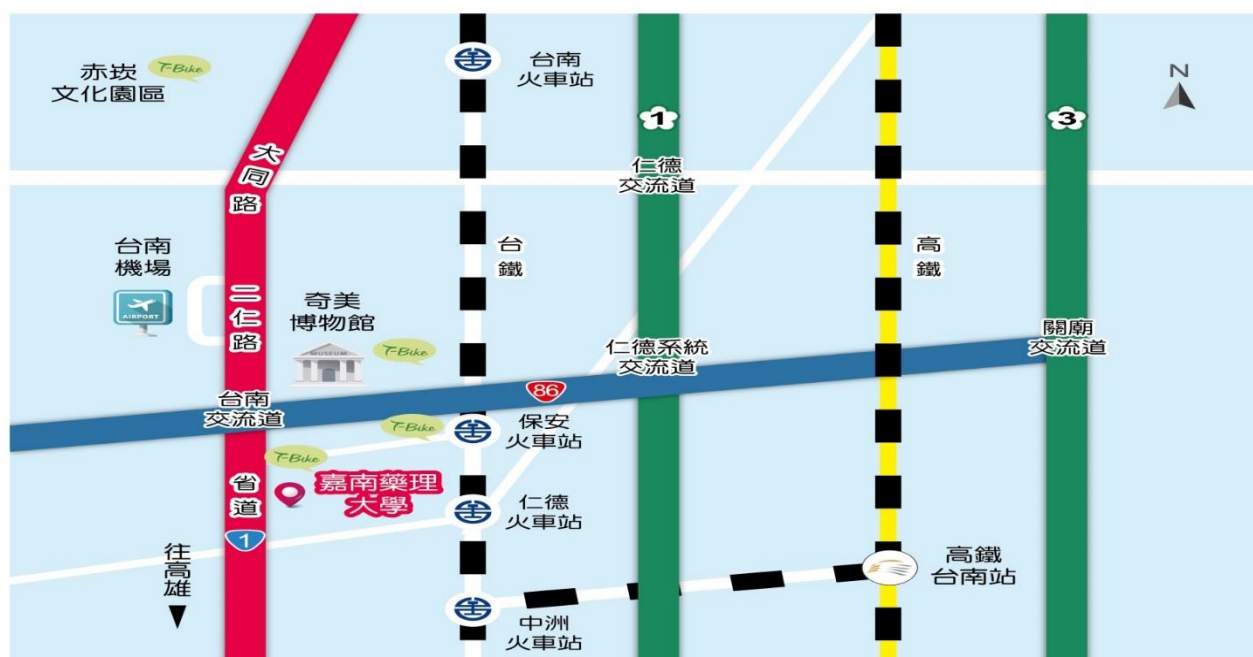 赤崁
文化園區
T-Bike
台南
火車站
N
1
3
大同路
仁德
交流道
台南
機場
AIRPORT
二仁路
奇美
博物館
MUSEUM
T-Bike
台鐵
高鐵
仁德系統
交流道
關廟
交流道
86
台南
交流道
T-Bike
保安
火車站
T-Bike
嘉南藥理
大學
省道
1
仁德
火車站
往高雄
高鐵
台南站
中洲
火車站